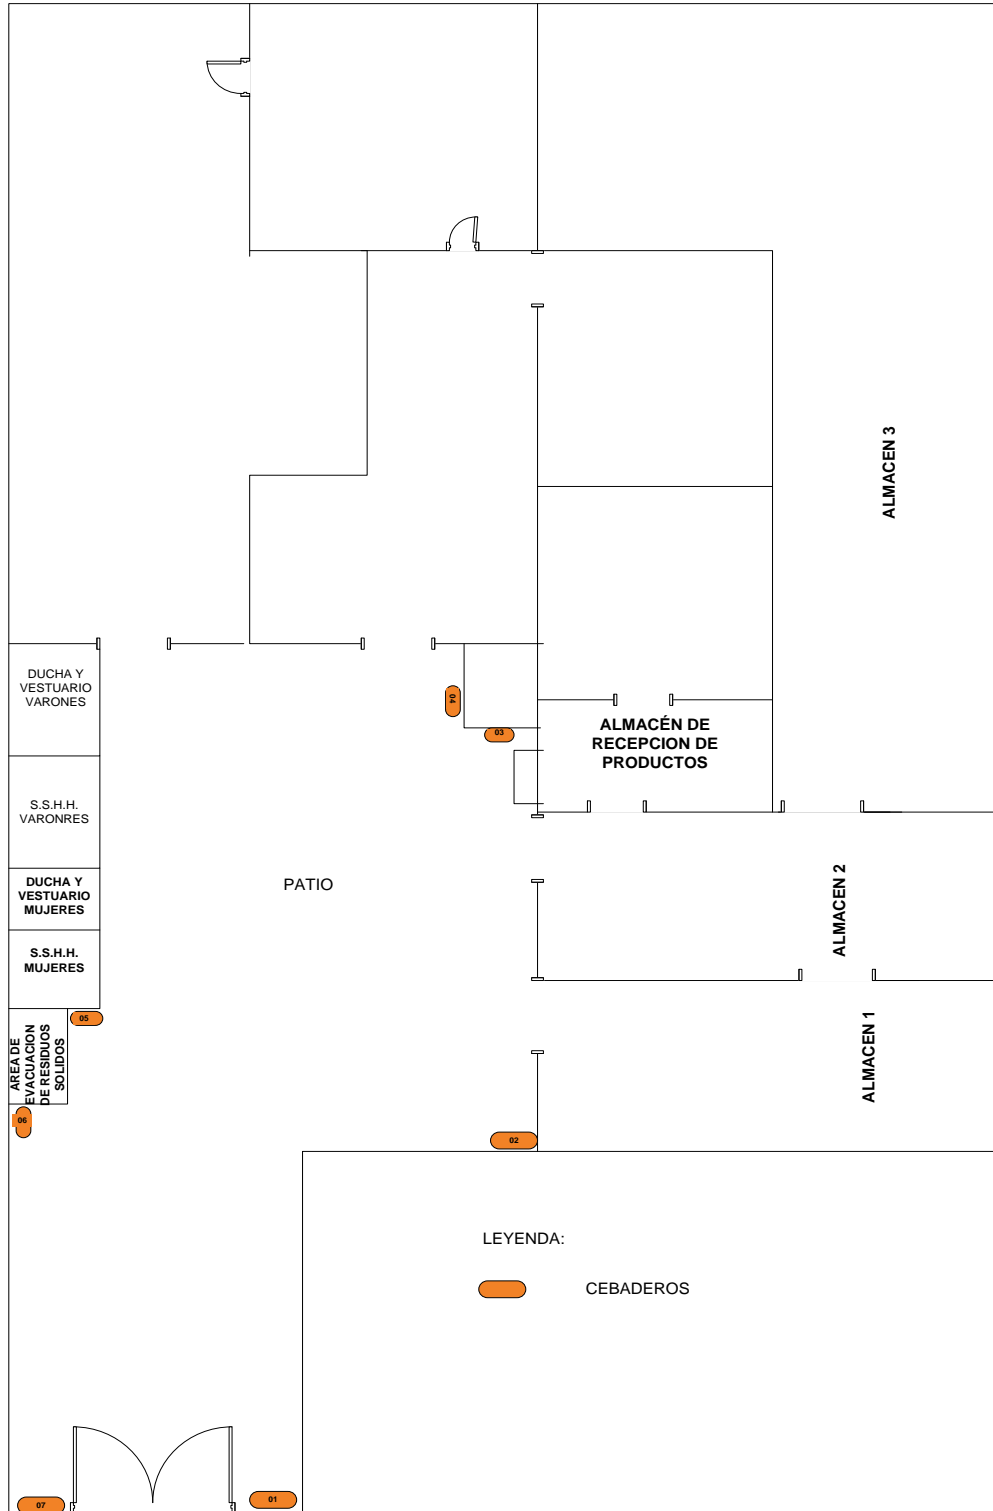 ALMACEN 3
DUCHA Y
VESTUARIO
VARONES
04
03
ALMACÉN DE
RECEPCION DE
PRODUCTOS
S.S.H.H.
VARONRES
DUCHA Y
VESTUARIO
MUJERES
PATIO
ALMACEN 2
S.S.H.H.
MUJERES
05
AREA DE
EVACUACION
DE RESIDUOS
SOLIDOS
ALMACEN 1
06
02
LEYENDA:
CEBADEROS
07
01